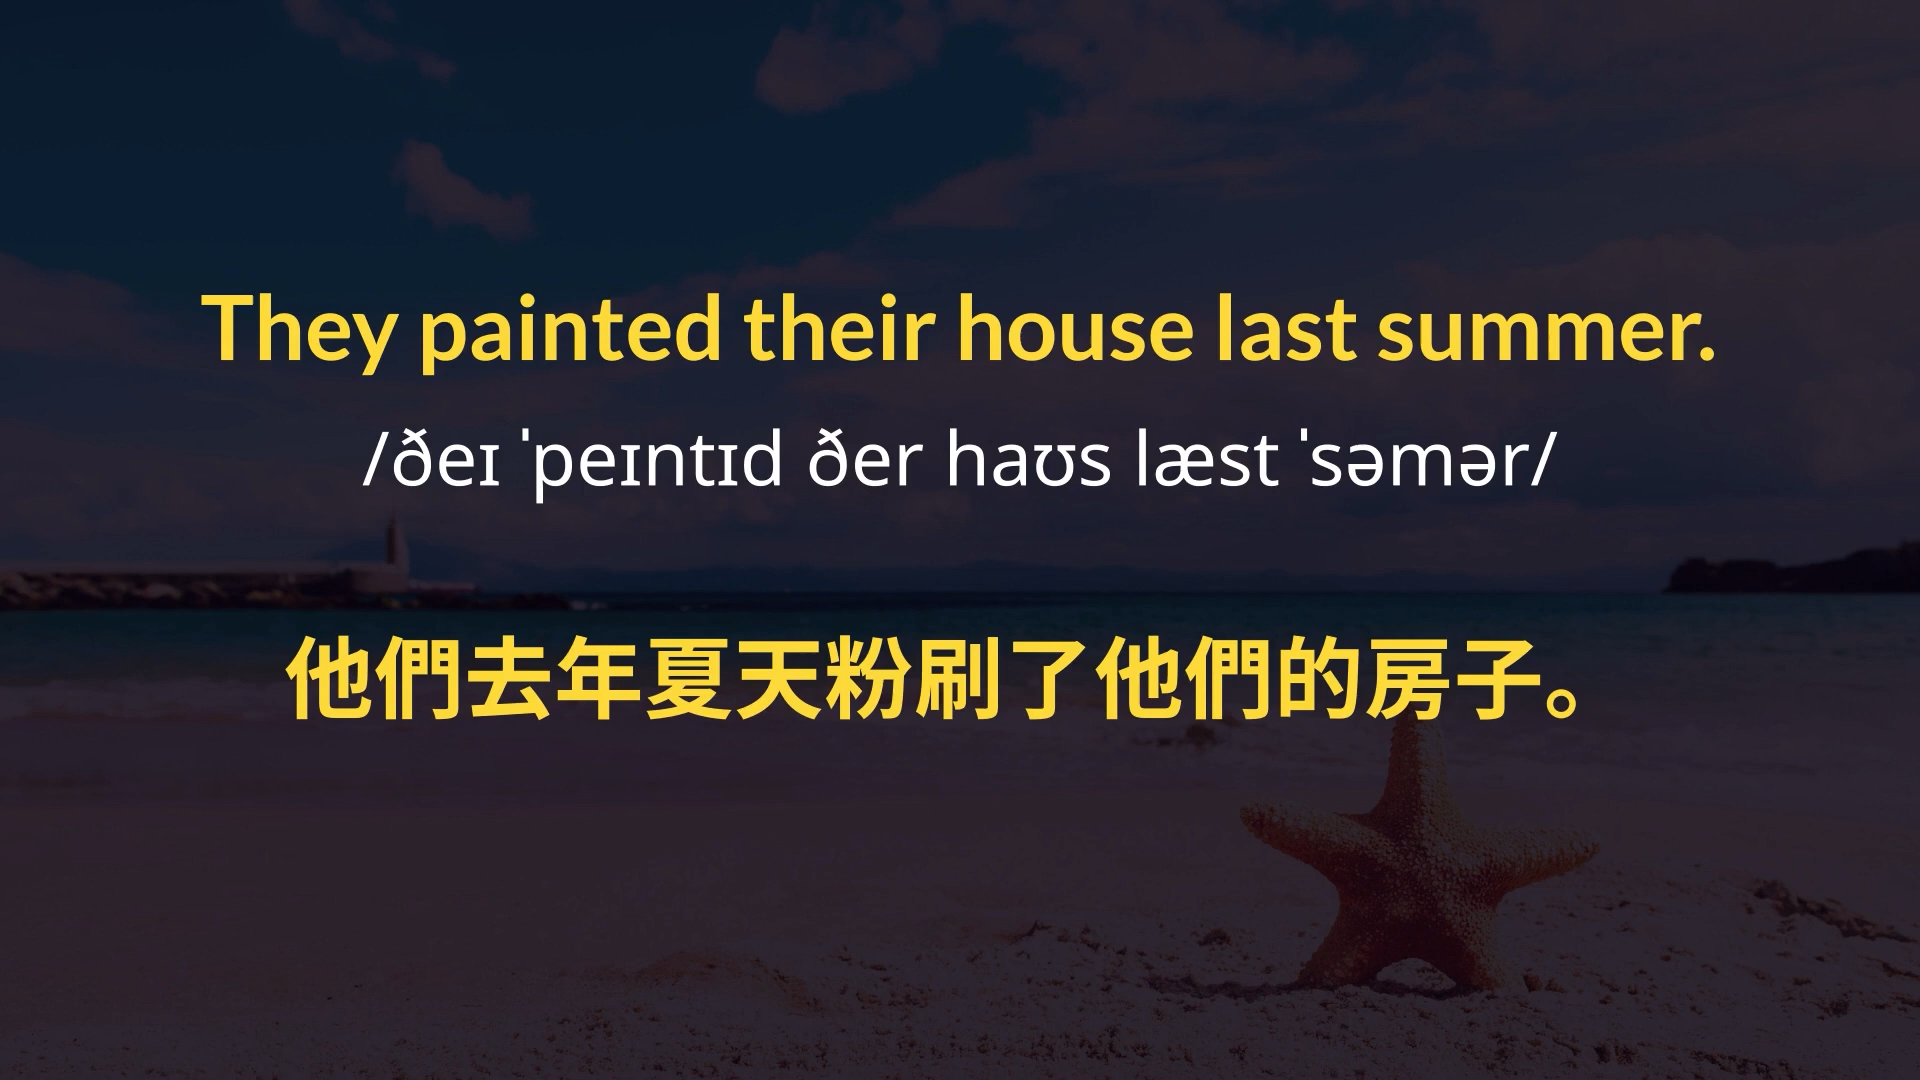 They painted their house last summer.
/ðeɪ ˈpeɪntɪd ðer haʊs læst ˈsəmər/
他們去年夏天粉刷了他們的房子。